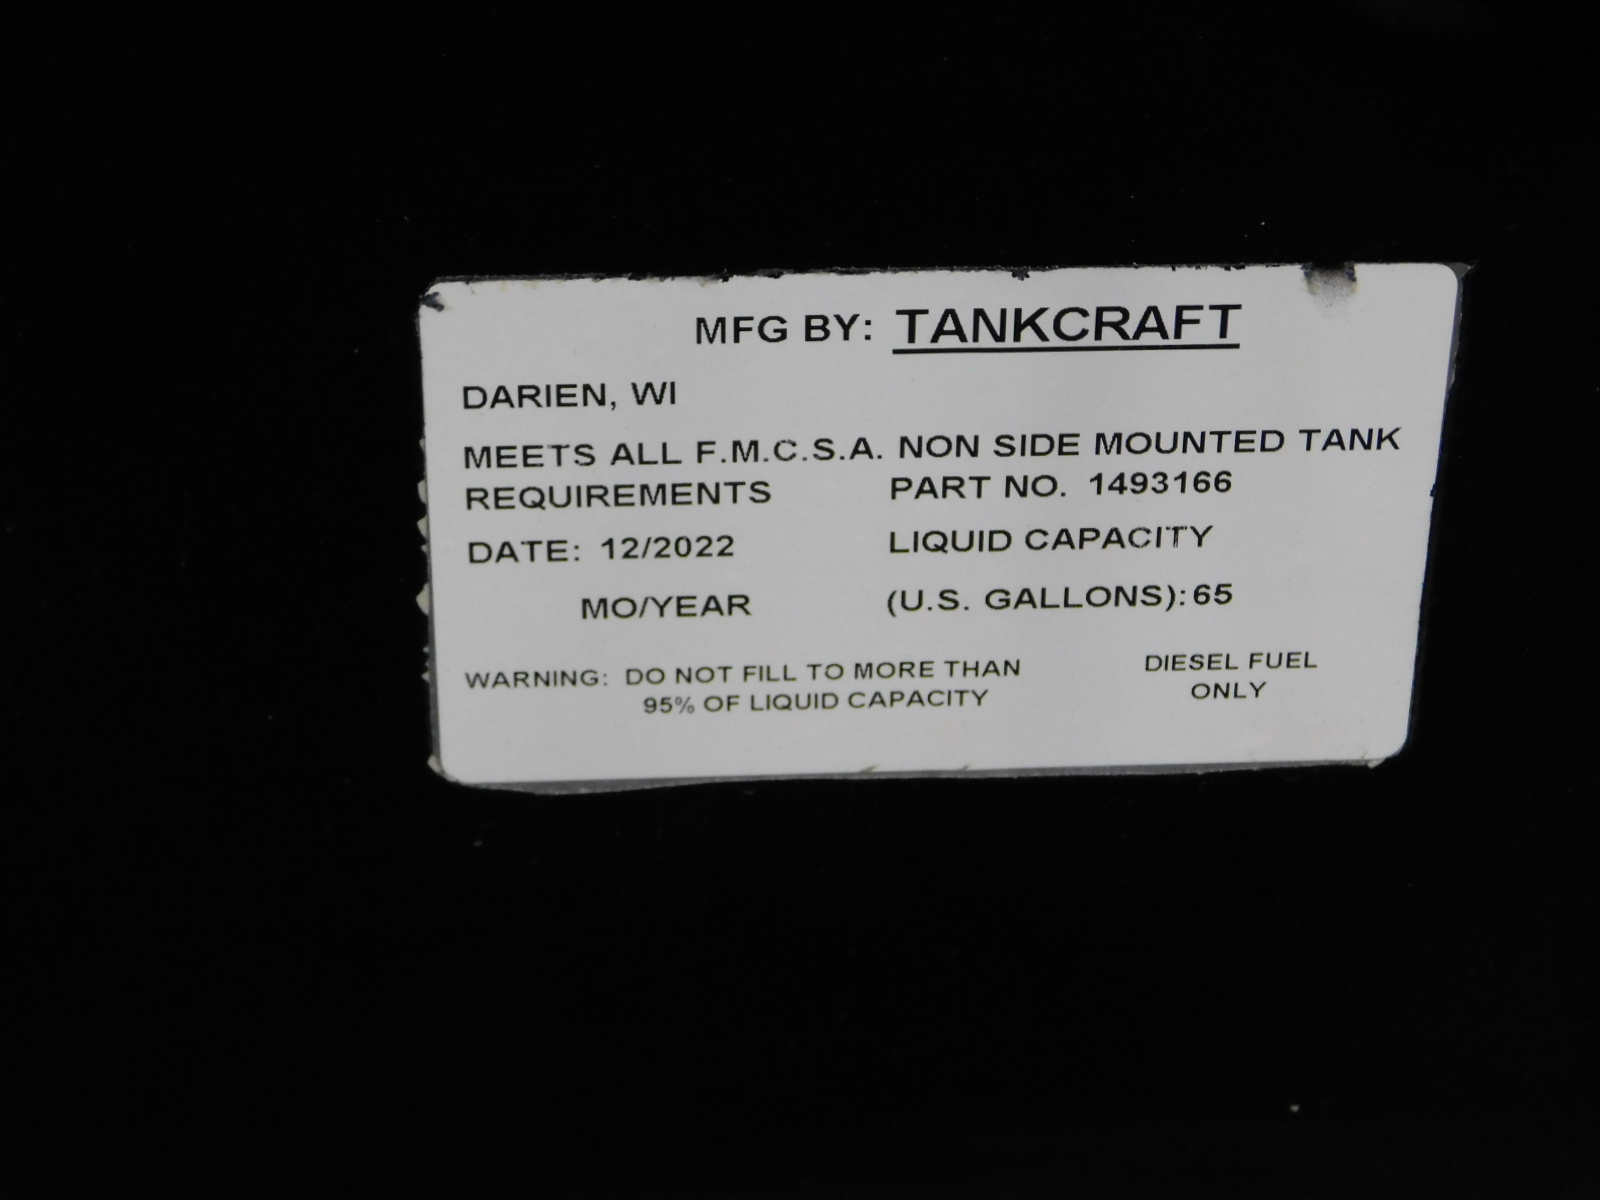 MFG BY: TANKCRAFT
DARIEN, WI
MEETS ALL F.M.C.S.A. NON SIDE MOUNTED TANK
REQUIREMENTS PART NO. 1493166
DATE: 12/2022 LIQUID CAPACITY
MO/YEAR (U.S. GALLONS): 65
WARNING: DO NOT FILL TO MORE THAN DIESEL FUEL
95% OF LIQUID CAPACITY ONLY